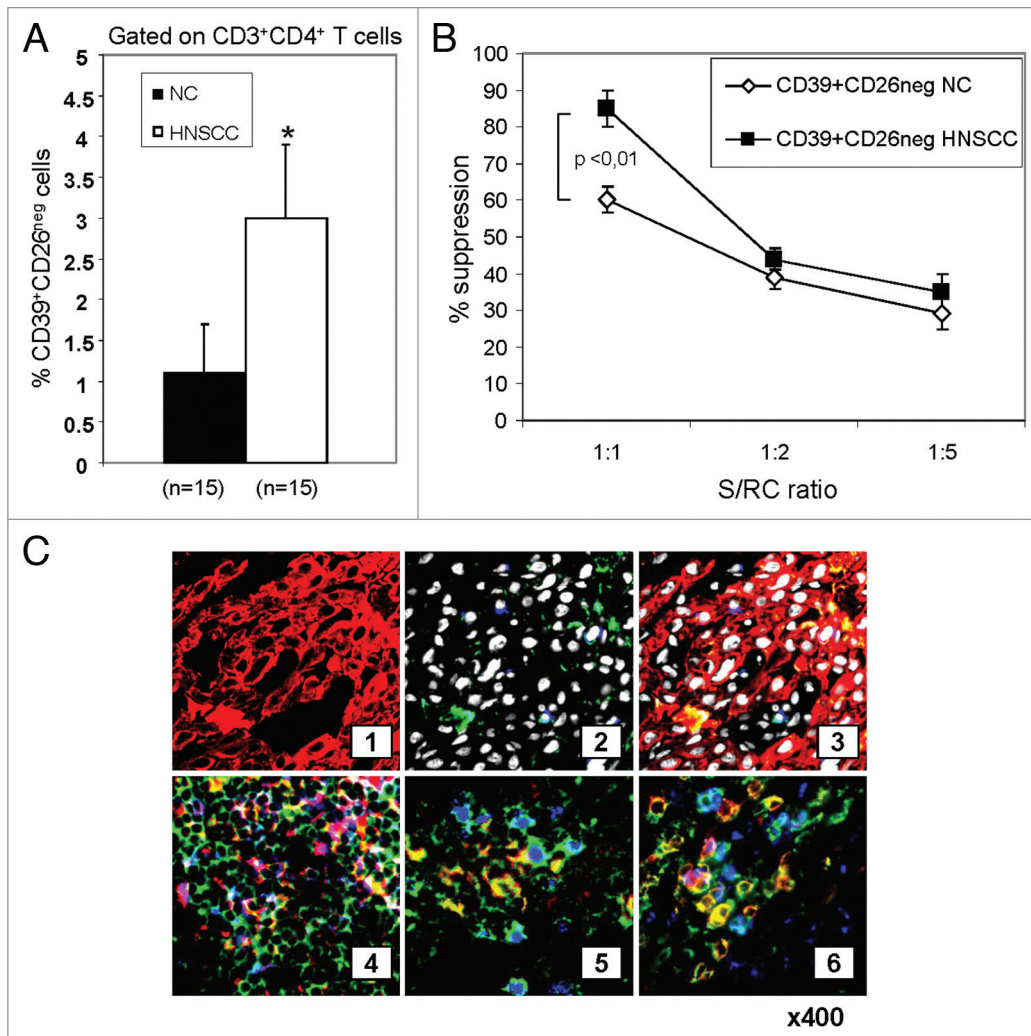 A
Gated on CD3⁺CD4⁺ T cells
% CD39⁺CD26ⁿᵉᵍ cells
5
4.5
4
3.5
3
2.5
2
1.5
1
0.5
0
NC
HNSCC
*
(n=15)
(n=15)
B
% suppression
100
90
80
70
60
50
40
30
20
10
0
CD39+CD26neg NC
CD39+CD26neg HNSCC
p <0,01
1:1
1:2
1:5
S/RC ratio
C
1
2
3
4
5
6
x400